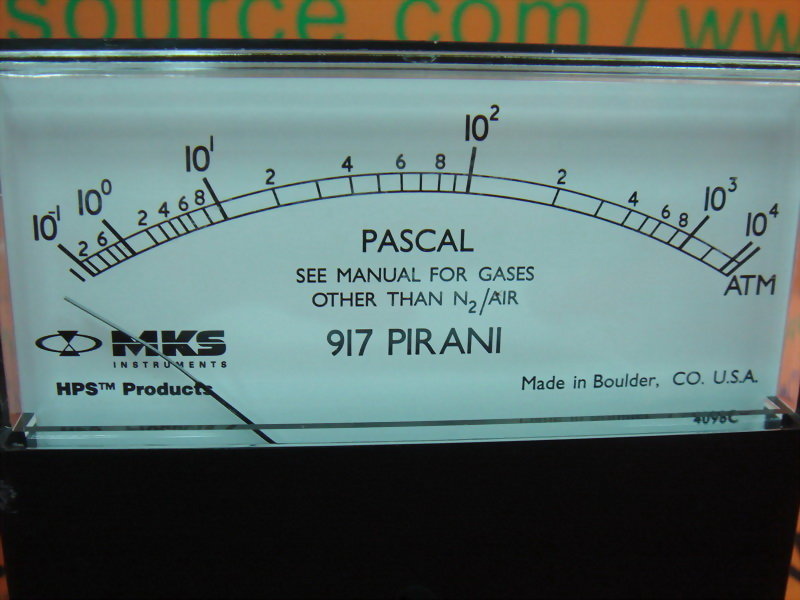 source.com / www
10² 
10¹ 2 4 6 8 2 10³
10⁰ 2 4 6 8 4 6 8 10⁴
10⁻¹ 2 6
PASCAL ATM
SEE MANUAL FOR GASES
OTHER THAN N₂/AIR
MKS 917 PIRANI
INSTRUMENTS
HPS™ Products Made in Boulder, CO. U.S.A.
4096C